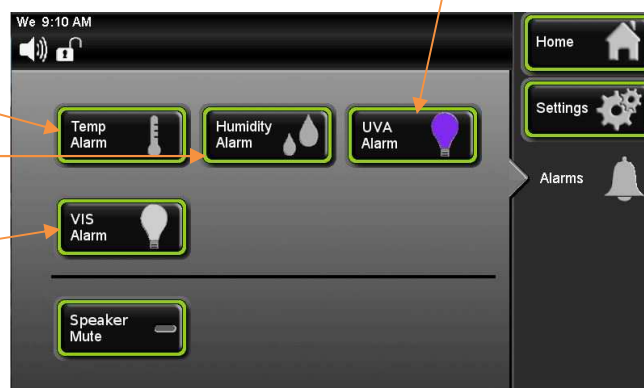 We 9:10 AM
Home
Settings
Alarms
Temp
Alarm
Humidity
Alarm
UVA
Alarm
VIS
Alarm
Speaker
Mute